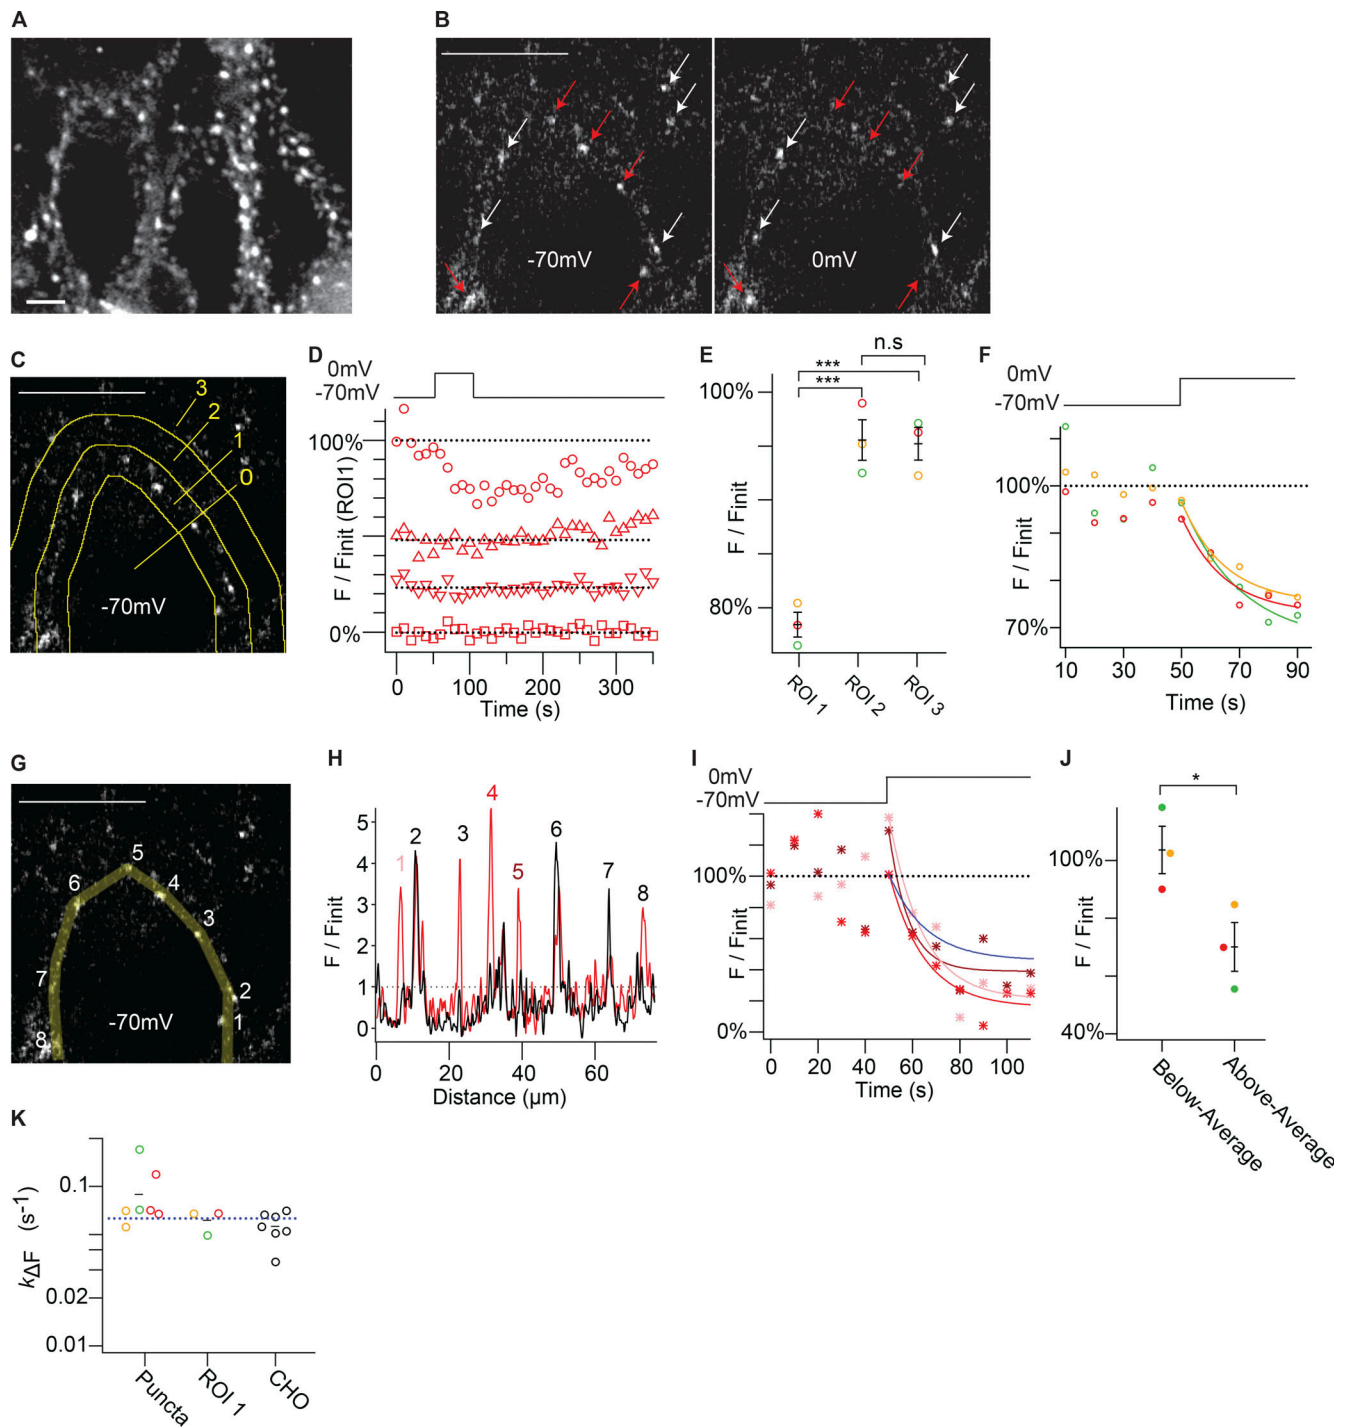 A
B
-70mV
0mV
C
3
2
1
0
-70mV
D
0mV
-70mV
100%
0%
F / Finit (ROI1)
0
100
200
300
Time (s)
E
n.s
***
***
100%
80%
F / Finit
ROI 1
ROI 2
ROI 3
F
0mV
-70mV
100%
70%
F / Finit
10
30
50
70
90
Time (s)
G
5
6
4
3
7
2
1
8
-70mV
H
1
2
3
4
5
6
7
8
5
4
3
2
1
0
F / Finit
0
20
40
60
Distance (µm)
I
0mV
-70mV
100%
0%
F / Finit
0
20
40
60
80
100
Time (s)
J
*
100%
40%
F / Finit
Below-Average
Above-Average
K
0.1
0.02
0.01
kΔF (s-1)
Puncta
ROI 1
CHO